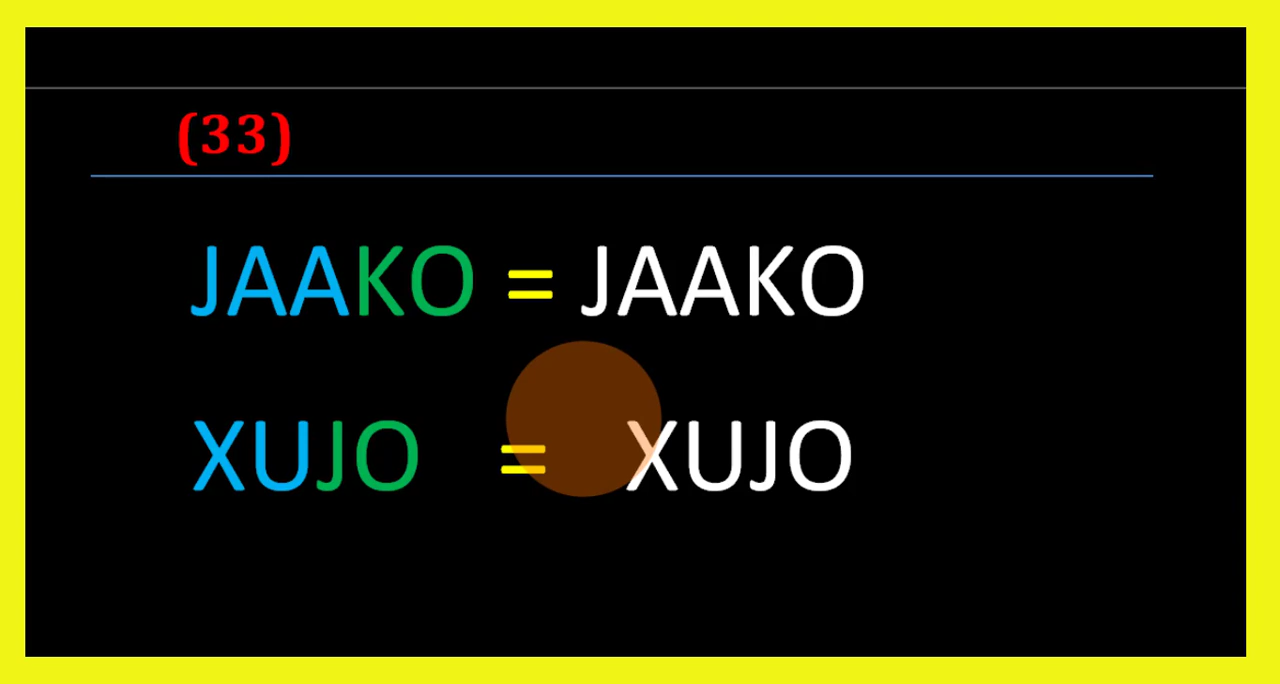 (33)
JAAKO = JAAKO
XUJO = XUJO